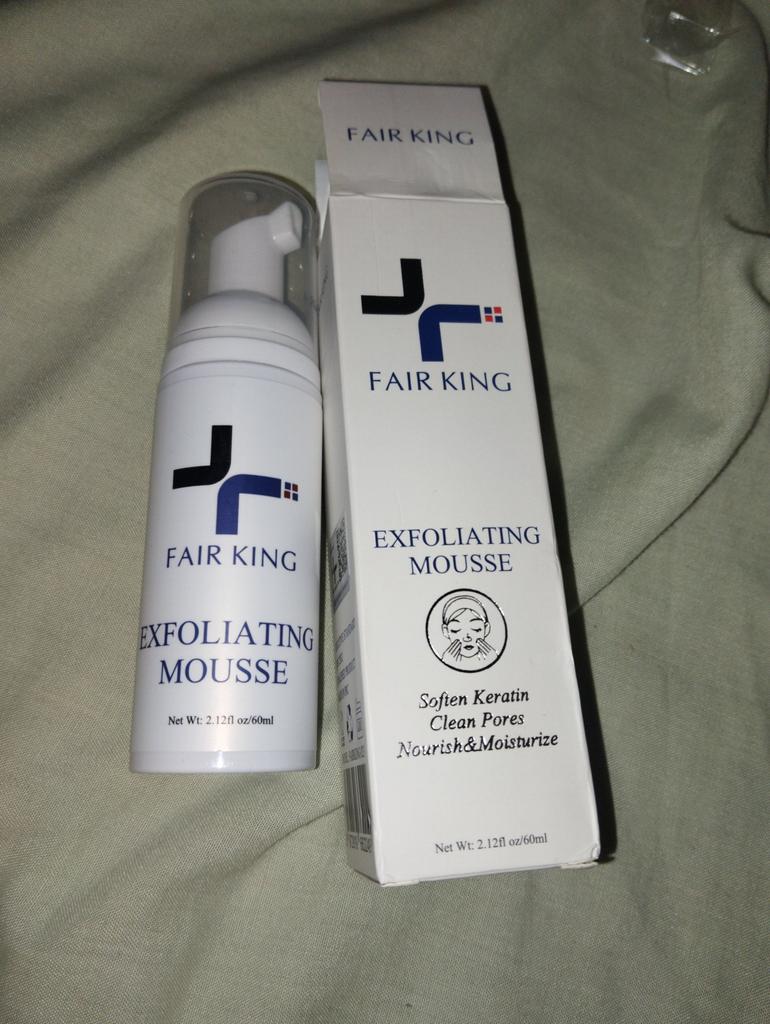 FAIR KING
FAIR KING
EXFOLIATING
MOUSSE
Net Wt: 2.12fl oz/60ml
FAIR KING
EXFOLIATING
MOUSSE
Soften Keratin
Clean Pores
Nourish&Moisturize
Net Wt: 2.12fl oz/60ml